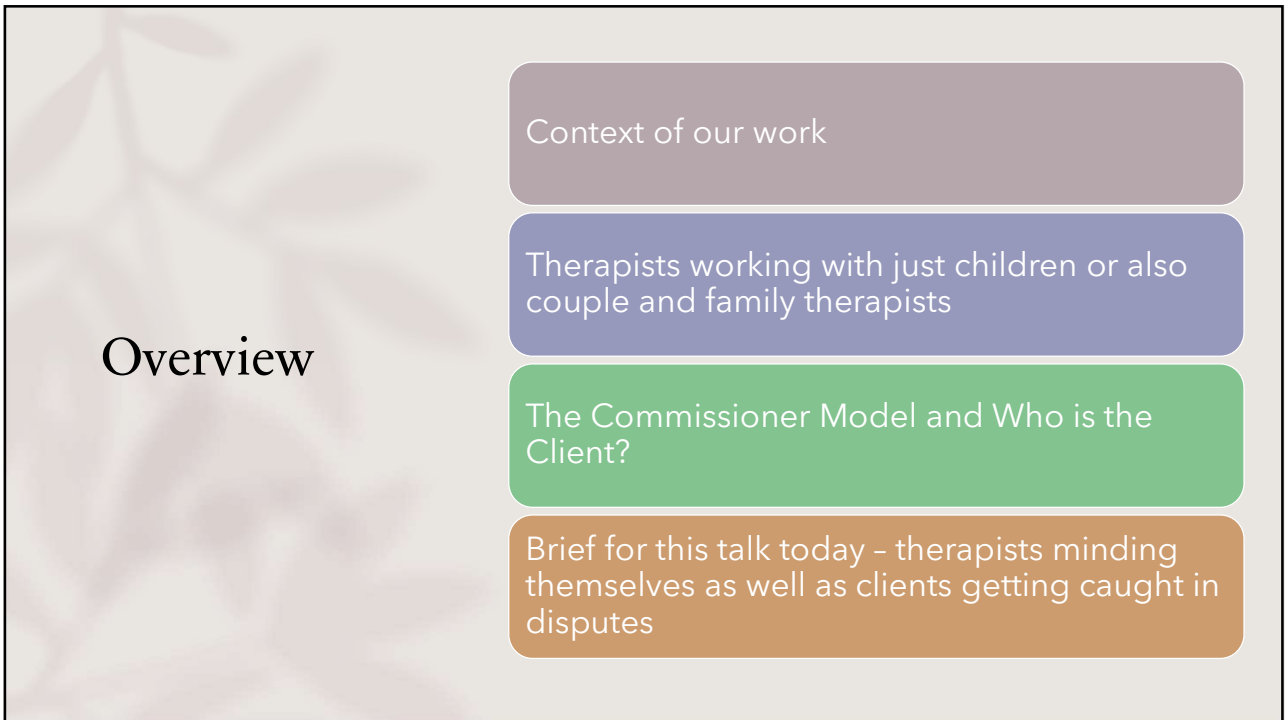 Overview
Context of our work
Therapists working with just children or also
couple and family therapists
The Commissioner Model and Who is the
Client?
Brief for this talk today – therapists minding
themselves as well as clients getting caught in
disputes